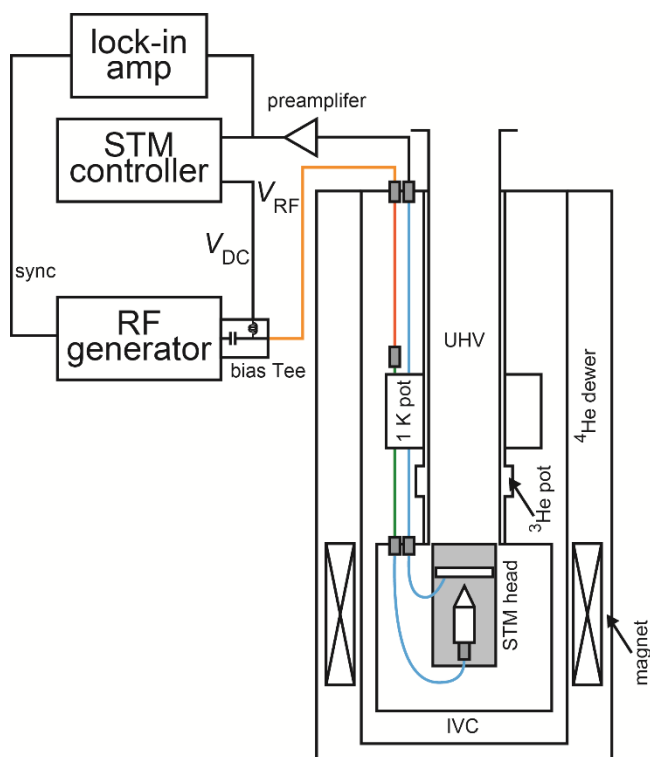 lock-in
amp
preamplifer
STM
controller
V_RF
V_DC
sync
RF
generator
bias Tee
UHV
1 K pot
⁴He dewer
³He pot
STM head
magnet
IVC